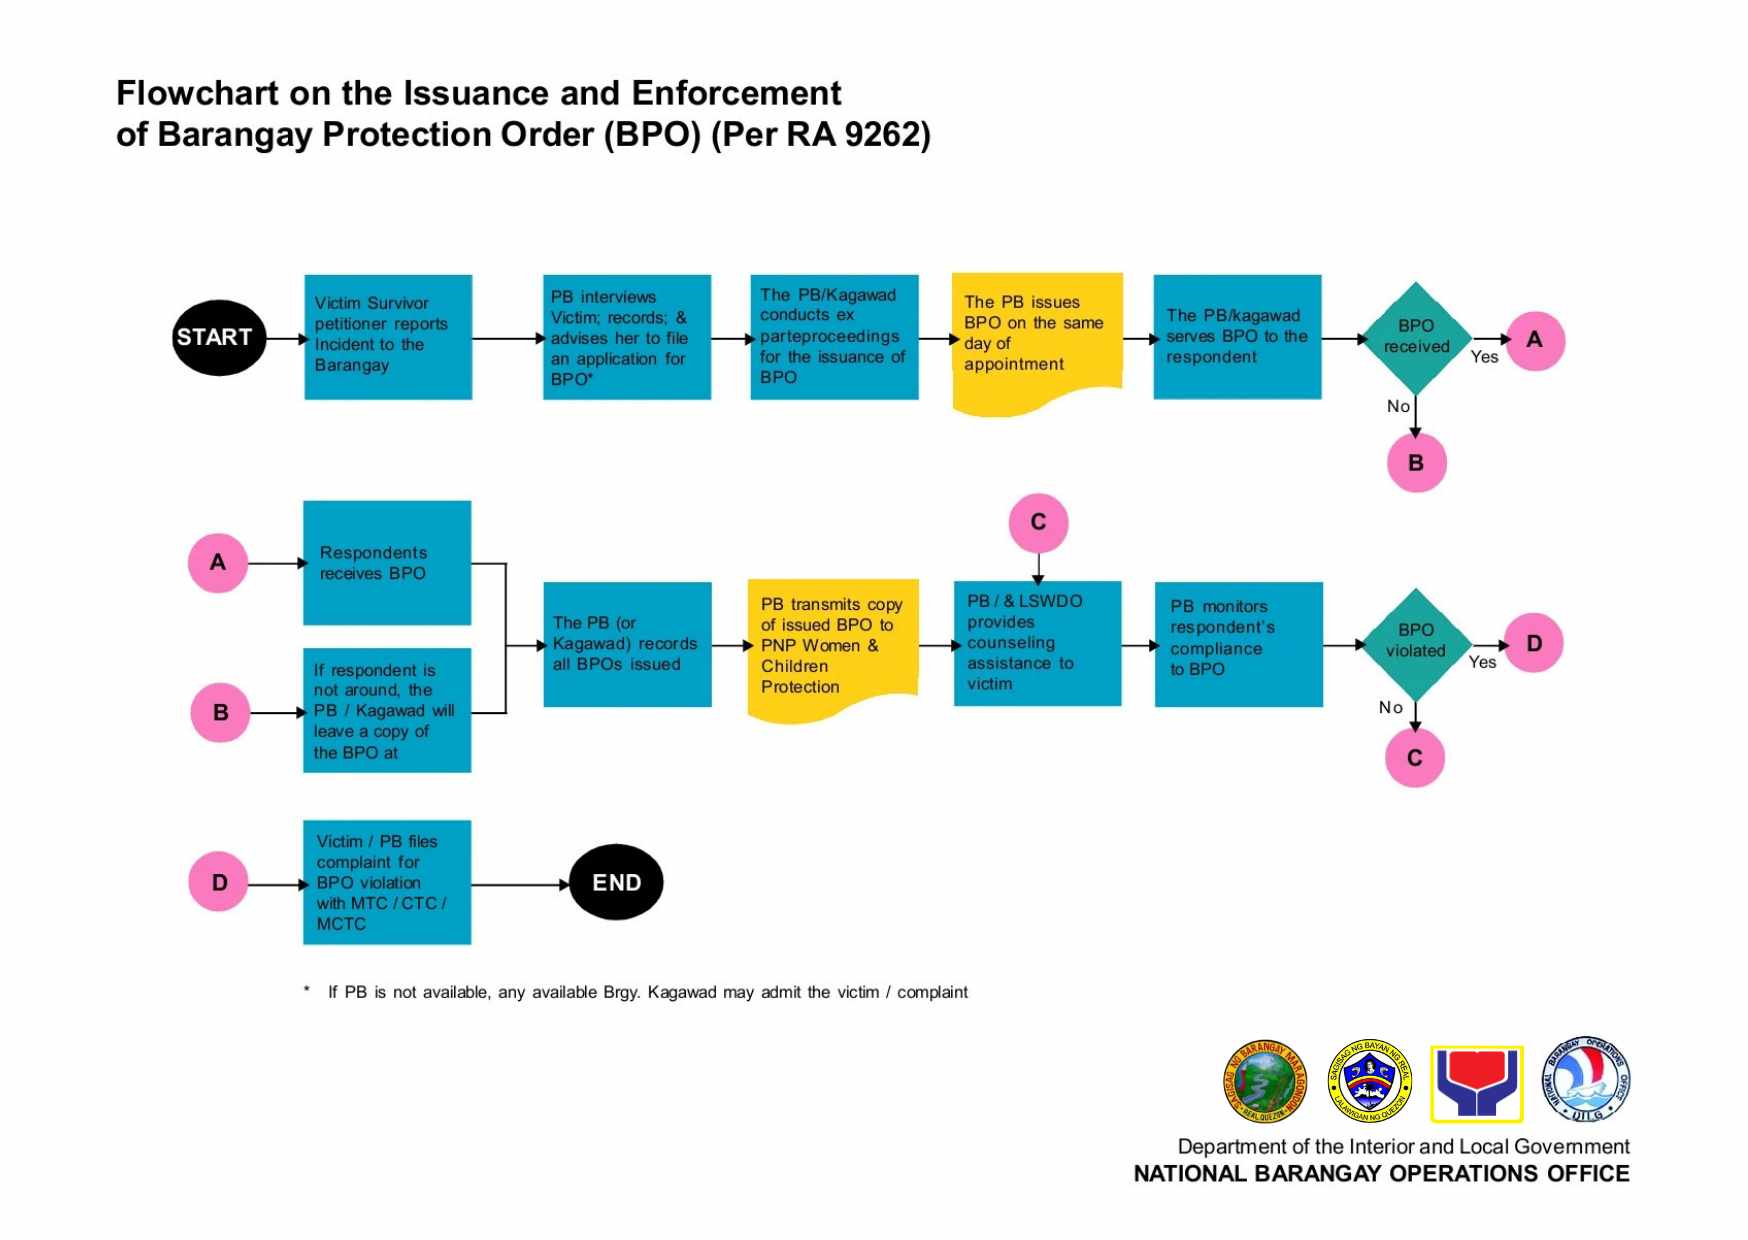 Flowchart on the Issuance and Enforcement
of Barangay Protection Order (BPO) (Per RA 9262)
START
Victim Survivor
petitioner reports
Incident to the
Barangay
PB interviews
Victim; records; &
advises her to file
an application for
BPO*
The PB/Kagawad
conducts ex
parteproceedings
for the issuance of
BPO
The PB issues
BPO on the same
day of
appointment
The PB/kagawad
serves BPO to the
respondent
BPO
received
Yes
A
No
B
A
Respondents
receives BPO
B
If respondent is
not around, the
PB / Kagawad will
leave a copy of
the BPO at
The PB (or
Kagawad) records
all BPOs issued
PB transmits copy
of issued BPO to
PNP Women &
Children
Protection
C
PB / & LSWDO
provides
counseling
assistance to
victim
PB monitors
respondent's
compliance
to BPO
BPO
violated
Yes
D
No
C
D
Victim / PB files
complaint for
BPO violation
with MTC / CTC /
MCTC
END
* If PB is not available, any available Brgy. Kagawad may admit the victim / complaint
SAGISAG NG BARANGAY MARAGONDON
REAL, QUEZON
SAGISAG NG BAYAN NG REAL
LALAWIGAN NG QUEZON
NATIONAL BARANGAY OPERATIONS OFFICE
DILG
Department of the Interior and Local Government
NATIONAL BARANGAY OPERATIONS OFFICE